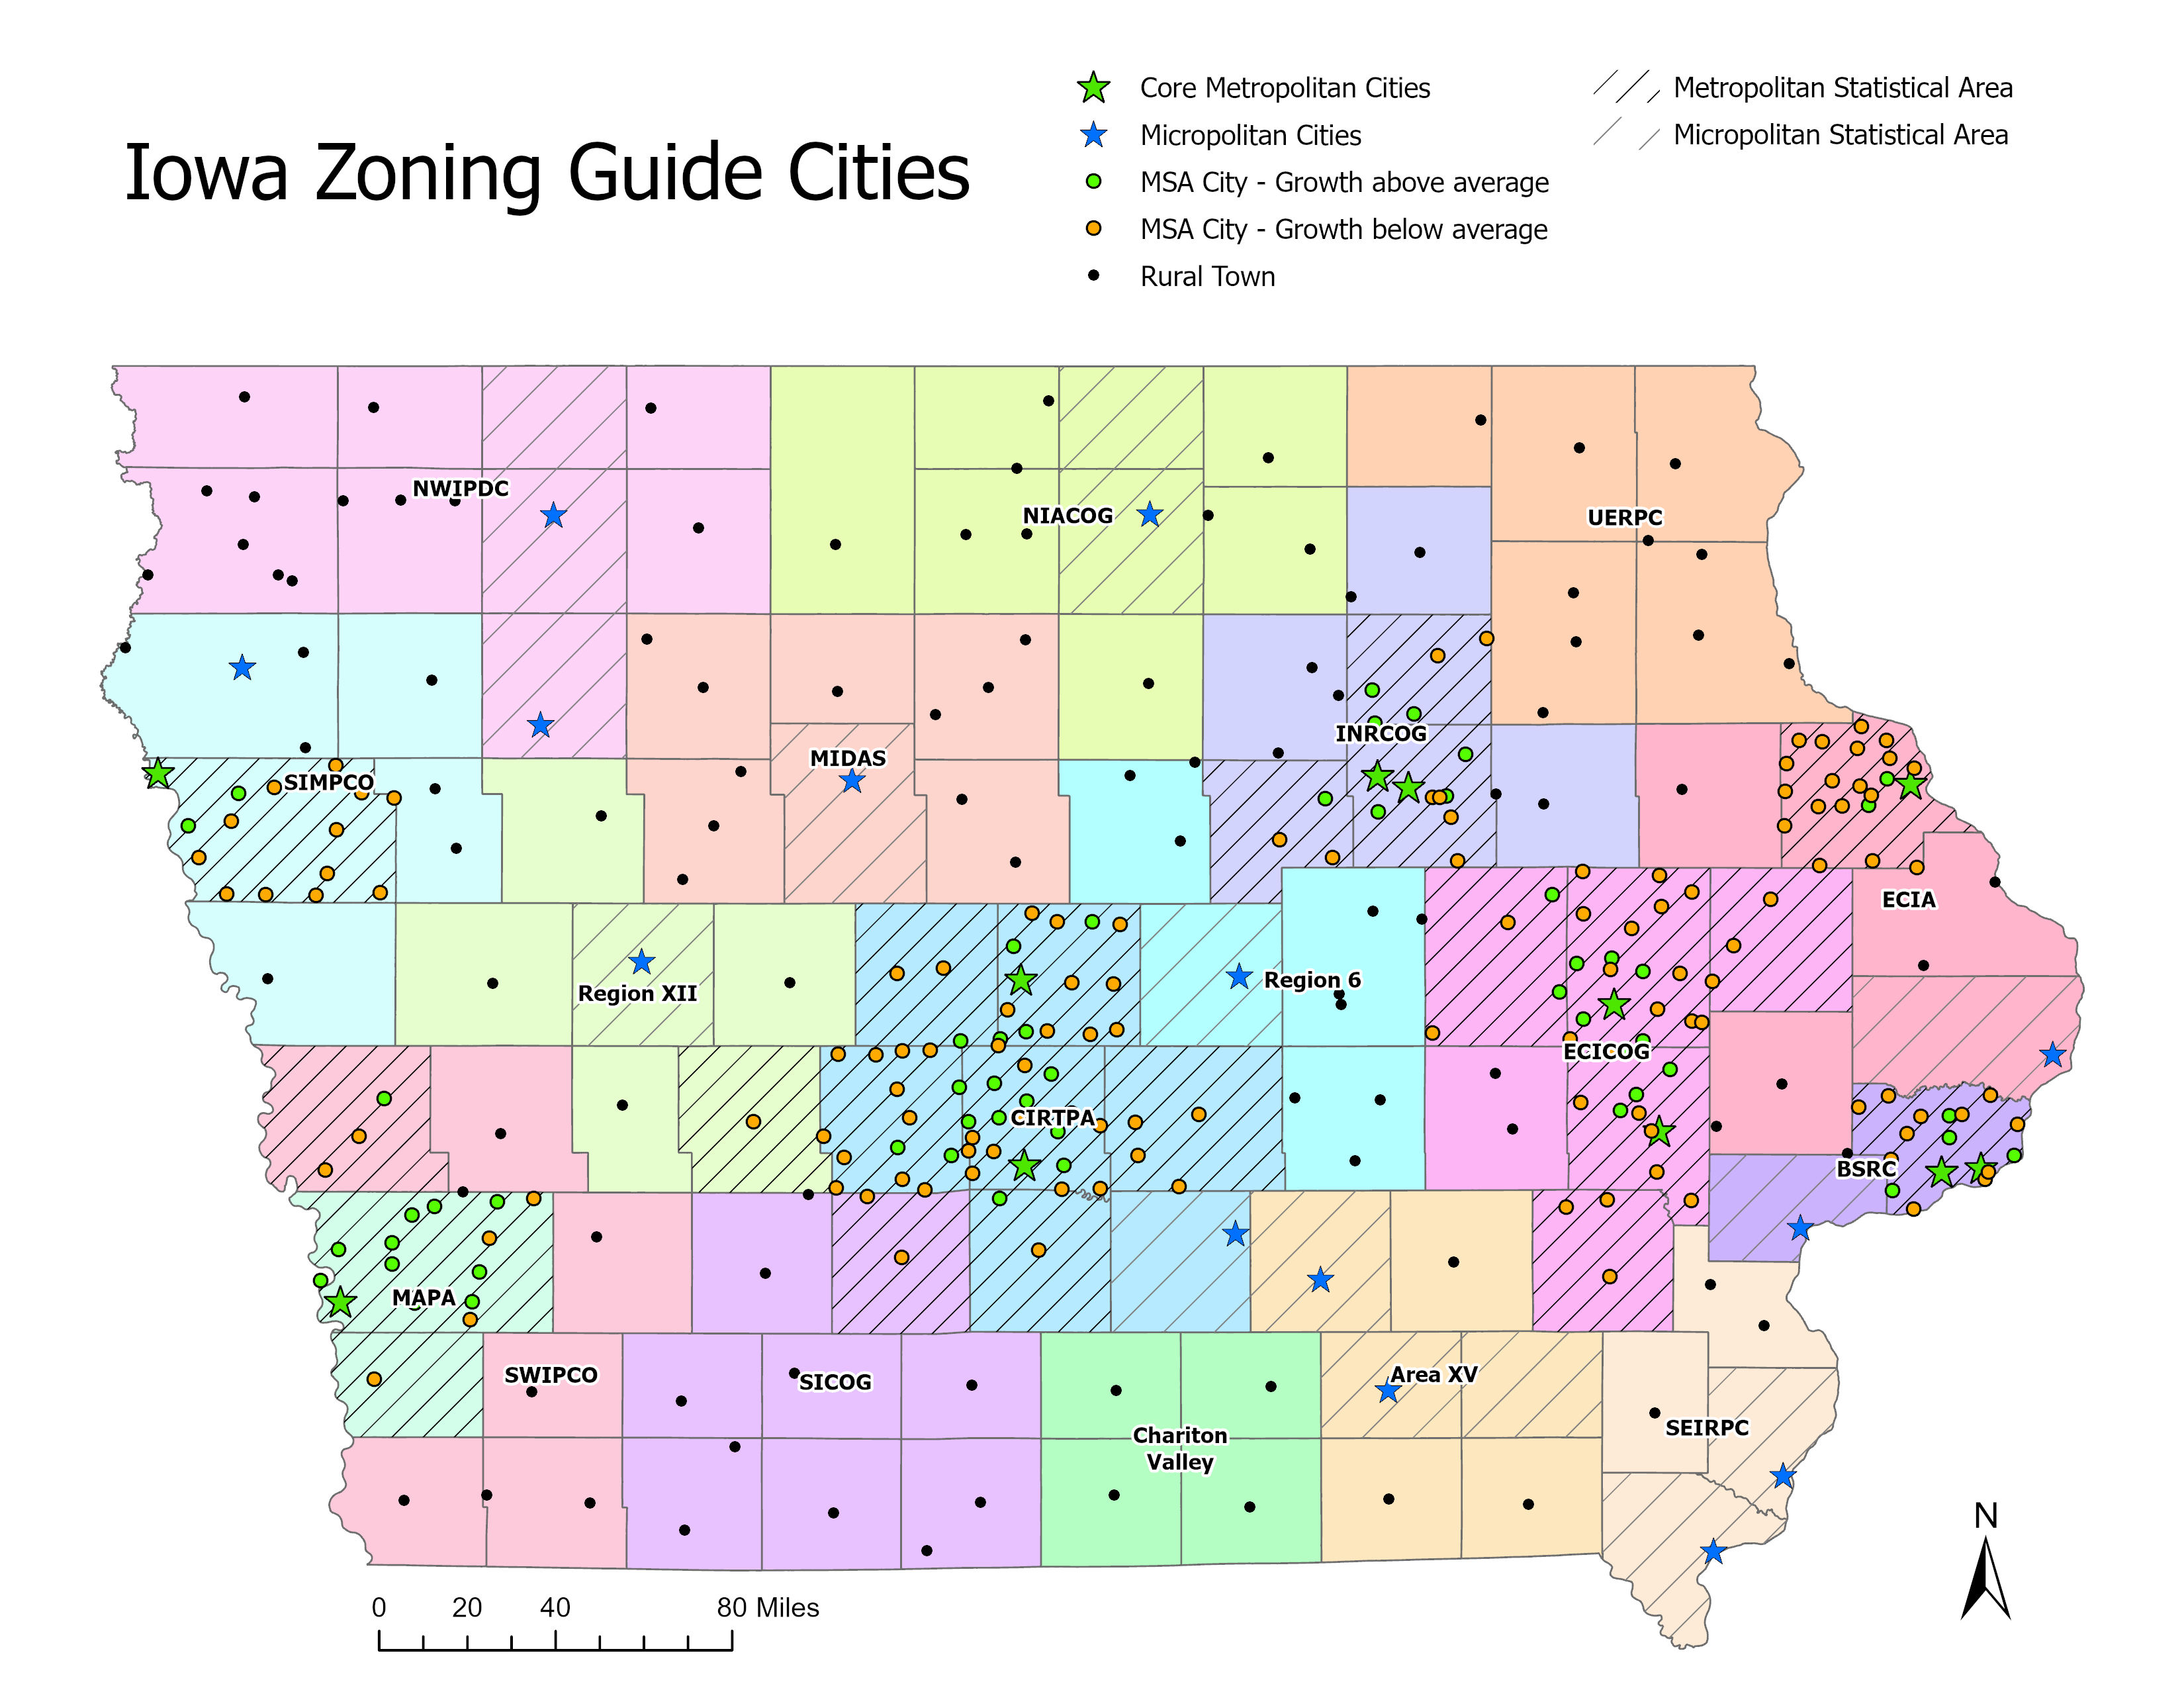 Iowa Zoning Guide Cities
Core Metropolitan Cities
Micropolitan Cities
MSA City - Growth above average
MSA City - Growth below average
Rural Town
Metropolitan Statistical Area
Micropolitan Statistical Area
NWIPDC
NIACOG
UERPC
INRCOG
MIDAS
SIMPCO
ECIA
Region 6
Region XII
ECICOG
CIRTPA
BSRC
MAPA
SWIPCO
SICOG
Area XV
SEIRPC
Chariton
Valley
N
0 20 40 80 Miles